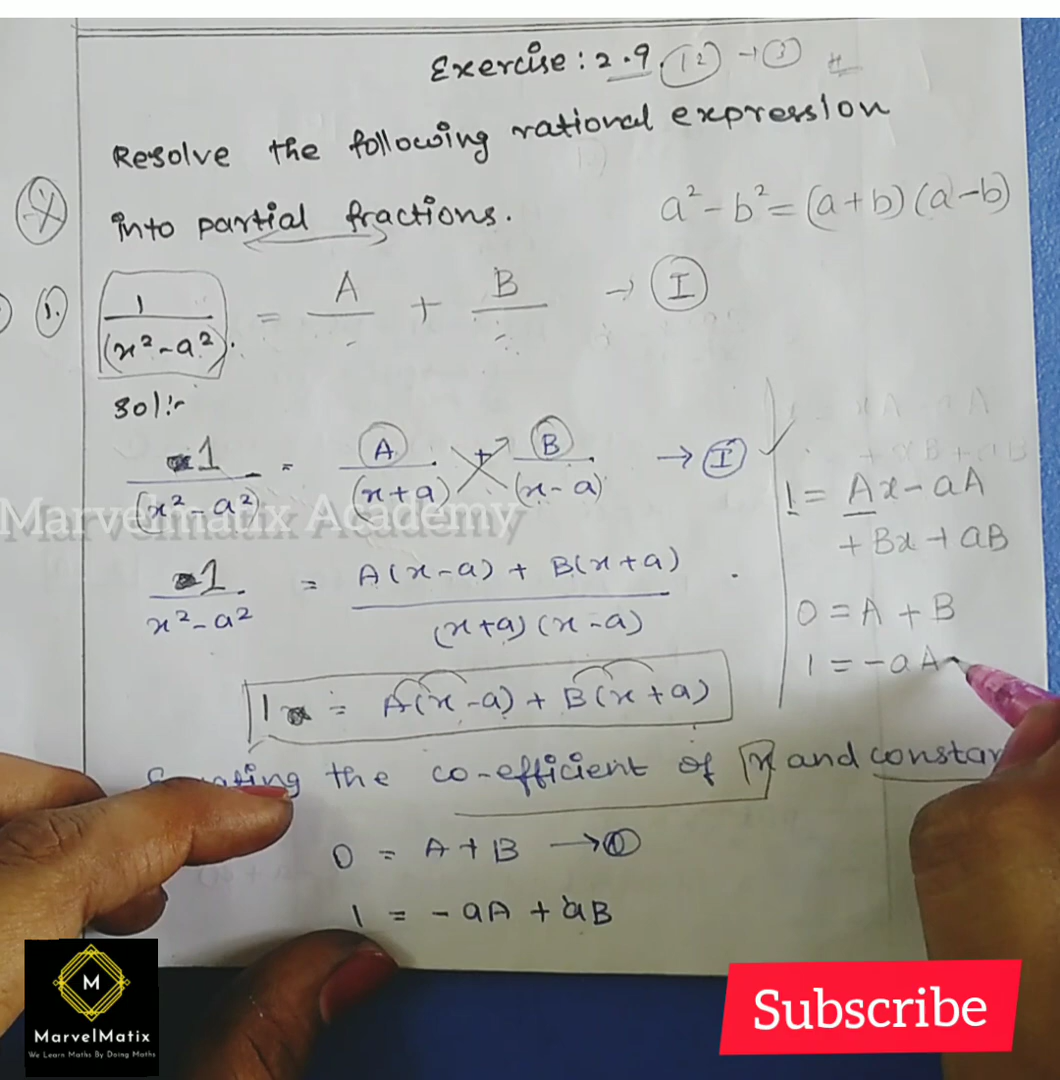 Exercise : 2.9 (12) → (3)
Resolve the following rational expression
into partial fractions.
a² - b² = (a+b)(a-b)
1. 1/(x² - a²) = A/ + B/ → I
Sol:-
1/(x² - a²) = A/(x+a) + B/(x-a) → I
1/(x² - a²) = A(x-a) + B(x+a) / (x+a)(x-a)
1 = A(x-a) + B(x+a)
1 = Ax - aA
+ Bx + aB
0 = A + B
1 = -aA
the co-efficient of x and
0 = A + B → ①
1 = -aA + aB
Marvelmatix Academy
M
MarvelMatix
We Learn Maths By Doing Maths
Subscribe